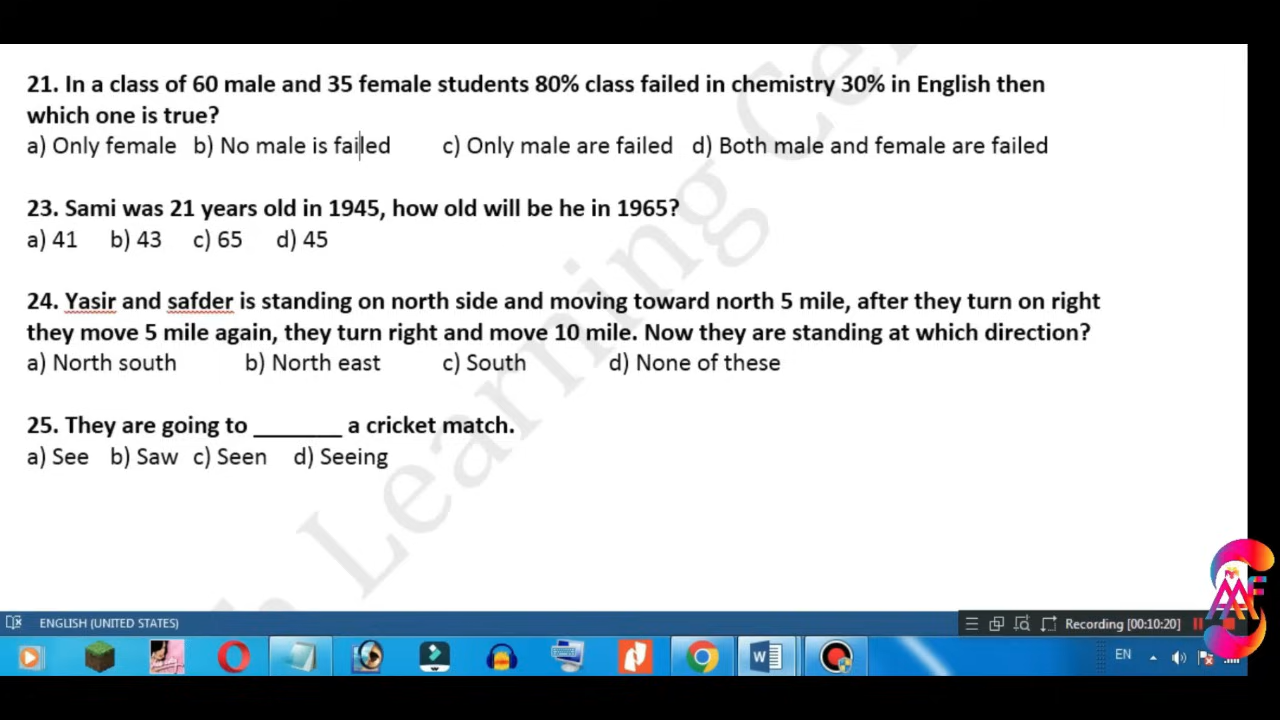 21. In a class of 60 male and 35 female students 80% class failed in chemistry 30% in English then
which one is true?
a) Only female b) No male is failed c) Only male are failed d) Both male and female are failed
23. Sami was 21 years old in 1945, how old will be he in 1965?
a) 41 b) 43 c) 65 d) 45
24. Yasir and safder is standing on north side and moving toward north 5 mile, after they turn on right
they move 5 mile again, they turn right and move 10 mile. Now they are standing at which direction?
a) North south b) North east c) South d) None of these
25. They are going to _______ a cricket match.
a) See b) Saw c) Seen d) Seeing
Learning
ENGLISH (UNITED STATES)
Recording [00:10:20]
EN